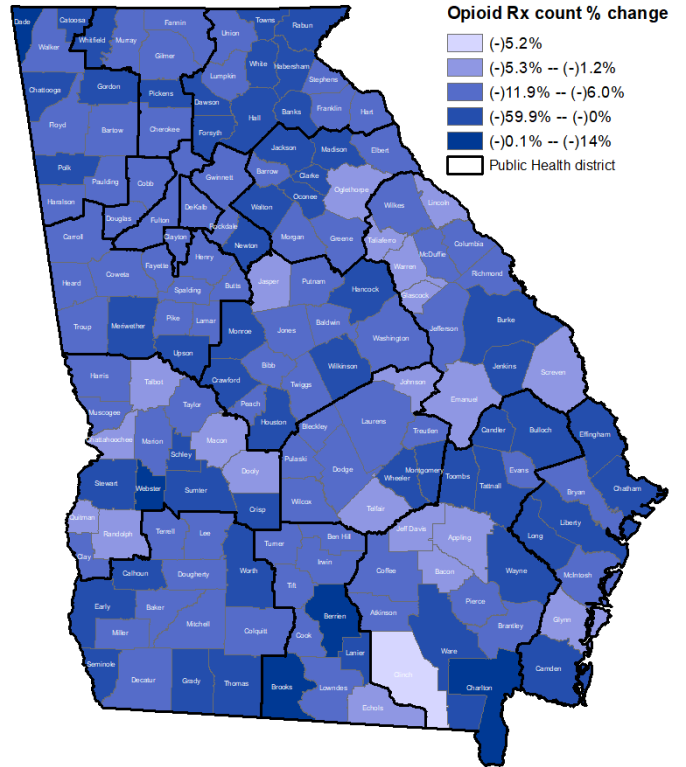 Opioid Rx count % change
(-)5.2%
(-)5.3% -- (-)1.2%
(-)11.9% -- (-)6.0%
(-)59.9% -- (-)0%
(-)0.1% -- (-)14%
Public Health district
Dade
Catoosa
Fannin
Towns
Rabun
Whitfield
Murray
Union
Walker
Gilmer
White
Habersham
Lumpkin
Stephens
Chattooga
Gordon
Pickens
Dawson
Banks
Franklin
Hart
Hall
Floyd
Bartow
Cherokee
Forsyth
Jackson
Madison
Elbert
Polk
Barrow
Clarke
Paulding
Cobb
Gwinnett
Oconee
Oglethorpe
Haralson
DeKalb
Walton
Wilkes
Lincoln
Douglas
Fulton
Rockdale
Carroll
Clayton
Newton
Morgan
Greene
Taliaferro
Columbia
McDuffie
Henry
Fayette
Warren
Coweta
Richmond
Heard
Spalding
Butts
Jasper
Putnam
Hancock
Glascock
Troup
Meriwether
Pike
Lamar
Monroe
Jones
Baldwin
Washington
Jefferson
Burke
Upson
Wilkinson
Harris
Talbot
Crawford
Bibb
Twiggs
Jenkins
Screven
Johnson
Muscogee
Taylor
Peach
Emanuel
Houston
Laurens
Chattahoochee
Marion
Macon
Bleckley
Treutlen
Candler
Bulloch
Effingham
Schley
Dooly
Pulaski
Dodge
Montgomery
Evans
Stewart
Webster
Sumter
Wheeler
Toombs
Tattnall
Bryan
Chatham
Crisp
Wilcox
Telfair
Quitman
Liberty
Randolph
Terrell
Lee
Turner
Ben Hill
Jeff Davis
Appling
Long
Clay
Irwin
Calhoun
Dougherty
Worth
Coffee
Bacon
Wayne
McIntosh
Tift
Early
Baker
Mitchell
Berrien
Atkinson
Pierce
Miller
Colquitt
Cook
Brantley
Glynn
Lanier
Ware
Seminole
Decatur
Grady
Thomas
Brooks
Lowndes
Clinch
Charlton
Camden
Echols